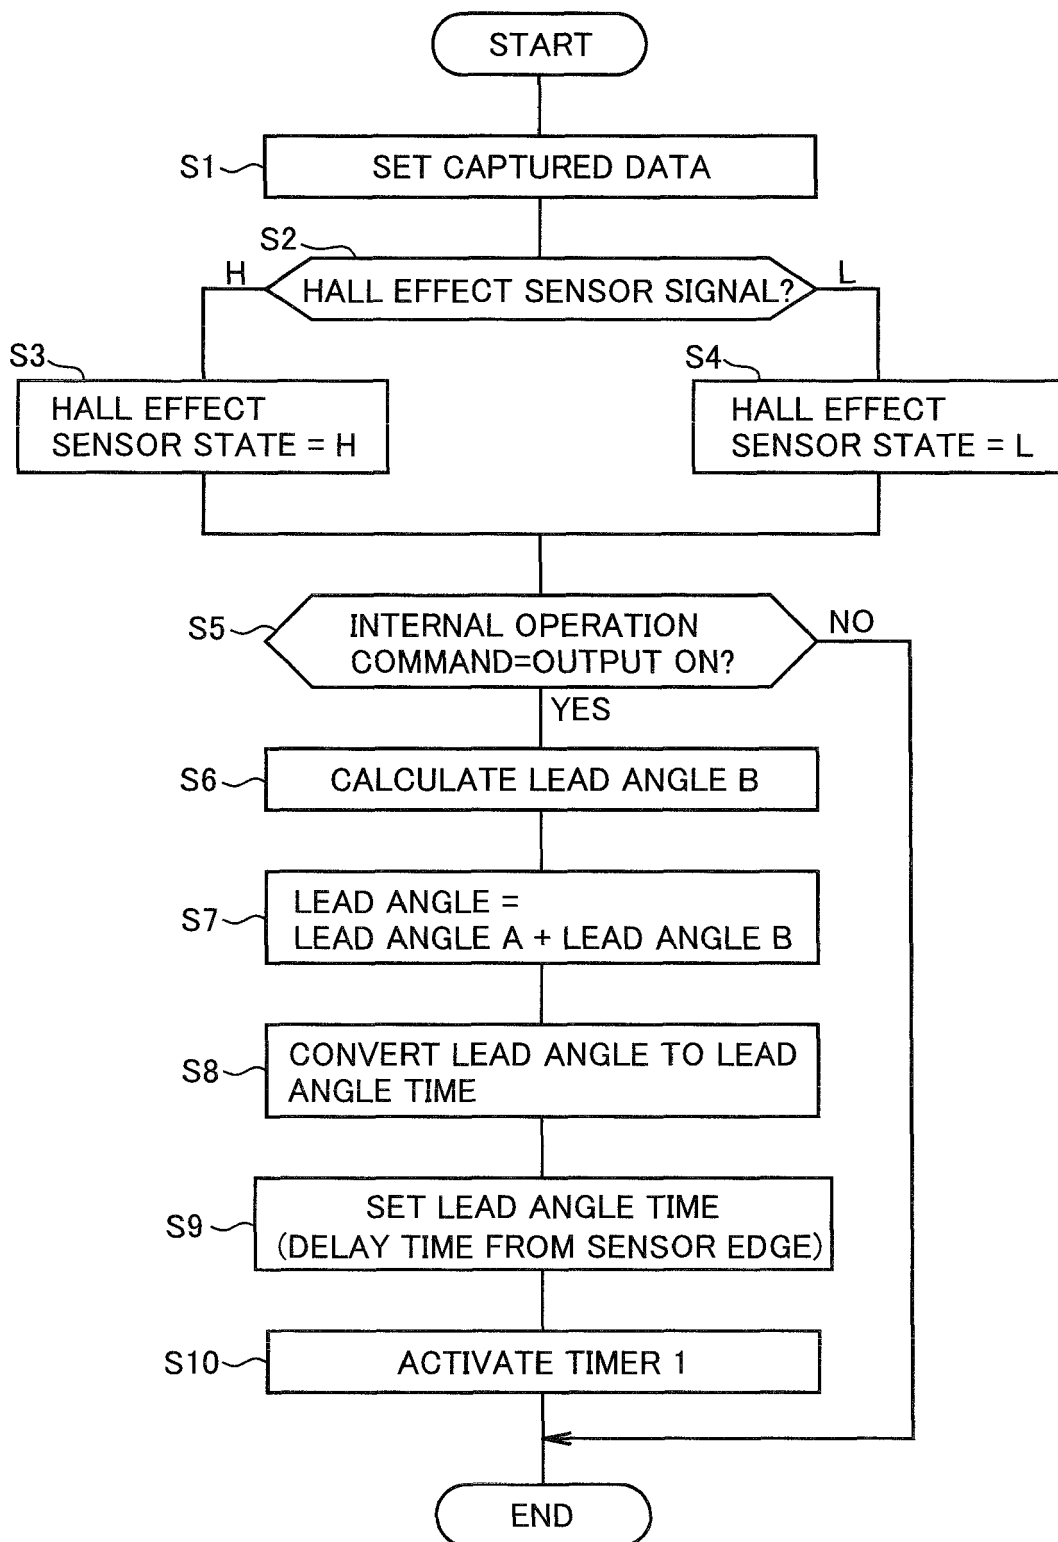 START
S1
SET CAPTURED DATA
S2
H
HALL EFFECT SENSOR SIGNAL?
L
S3
HALL EFFECT
SENSOR STATE = H
S4
HALL EFFECT
SENSOR STATE = L
S5
INTERNAL OPERATION
COMMAND=OUTPUT ON?
NO
YES
S6
CALCULATE LEAD ANGLE B
S7
LEAD ANGLE =
LEAD ANGLE A + LEAD ANGLE B
S8
CONVERT LEAD ANGLE TO LEAD
ANGLE TIME
S9
SET LEAD ANGLE TIME
(DELAY TIME FROM SENSOR EDGE)
S10
ACTIVATE TIMER 1
END